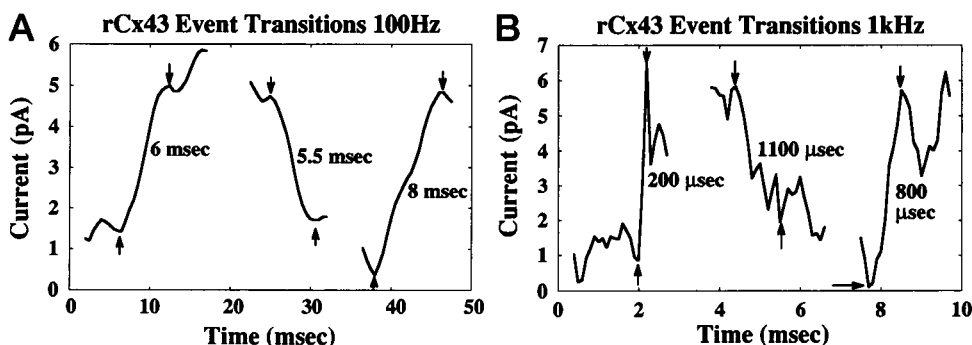 A
rCx43 Event Transitions 100Hz
Current (pA)
6
5
4
3
2
1
0
6 msec
5.5 msec
8 msec
0
10
20
30
40
50
Time (msec)
B
rCx43 Event Transitions 1kHz
Current (pA)
7
6
5
4
3
2
1
0
200 μsec
1100 μsec
800
μsec
0
2
4
6
8
10
Time (msec)